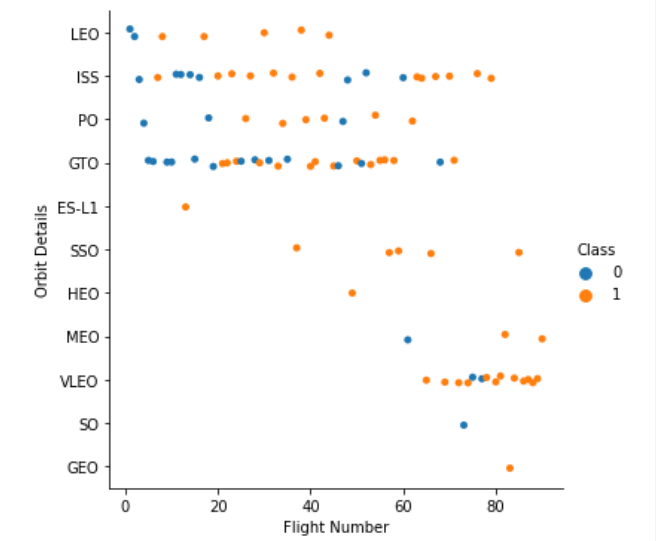 LEO
ISS
PO
GTO
ES-L1
SSO
HEO
MEO
VLEO
SO
GEO
Orbit Details
0 20 40 60 80
Flight Number
Class
0
1